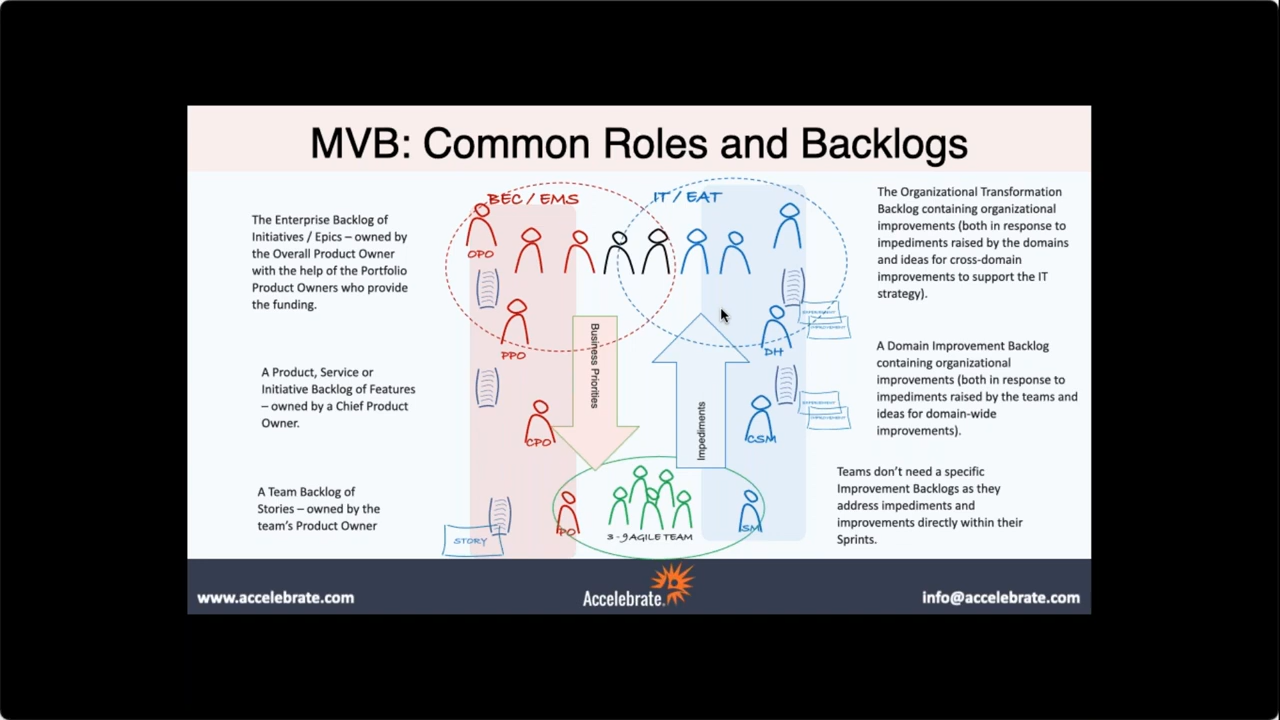 MVB: Common Roles and Backlogs
The Enterprise Backlog of
Initiatives / Epics – owned by
the Overall Product Owner
with the help of the Portfolio
Product Owners who provide
the funding.
A Product, Service or
Initiative Backlog of Features
– owned by a Chief Product
Owner.
A Team Backlog of
Stories – owned by the
team's Product Owner
BEC / EMS
IT / EAT
OPO
PPO
CPO
PO
STORY
Business Priorities
Impediments
3 - 9 AGILE TEAM
DH
CSM
SM
IMPROVEMENT
IMPROVEMENT
The Organizational Transformation
Backlog containing organizational
improvements (both in response to
impediments raised by the domains
and ideas for cross-domain
improvements to support the IT
strategy).
A Domain Improvement Backlog
containing organizational
improvements (both in response to
impediments raised by the teams and
ideas for domain-wide
improvements).
Teams don't need a specific
Improvement Backlogs as they
address impediments and
improvements directly within their
Sprints.
www.accelebrate.com
Accelebrate.
info@accelebrate.com